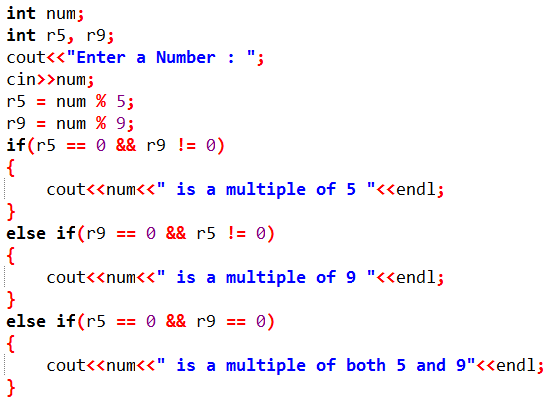 int num;
int r5, r9;
cout<<"Enter a Number : ";
cin>>num;
r5 = num % 5;
r9 = num % 9;
if(r5 == 0 && r9 != 0)
{
    cout<<num<<" is a multiple of 5 "<<endl;
}
else if(r9 == 0 && r5 != 0)
{
    cout<<num<<" is a multiple of 9 "<<endl;
}
else if(r5 == 0 && r9 == 0)
{
    cout<<num<<" is a multiple of both 5 and 9"<<endl;
}